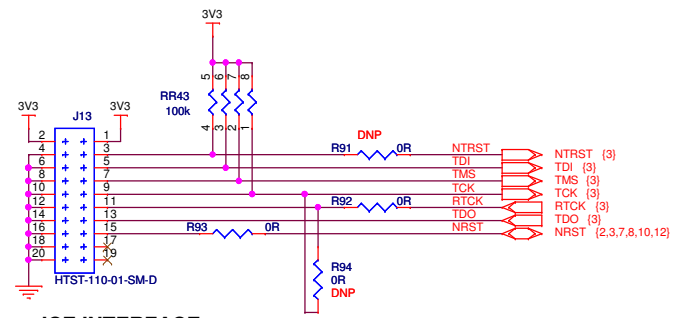 3V3
5 6 7 8
RR43
100k
4 3 2 1
3V3
J13
3V3
2 1
4 3
6 5
8 7
10 9
12 11
14 13
16 15
18 17
20 19
HTST-110-01-SM-D
DNP
R91 0R
NTRST NTRST {3}
TDI TDI {3}
TMS TMS {3}
TCK TCK {3}
R92 0R
RTCK RTCK {3}
TDO TDO {3}
R93 0R
NRST NRST {2,3,7,8,10,12}
R94
0R
DNP
ICE INTERFACE